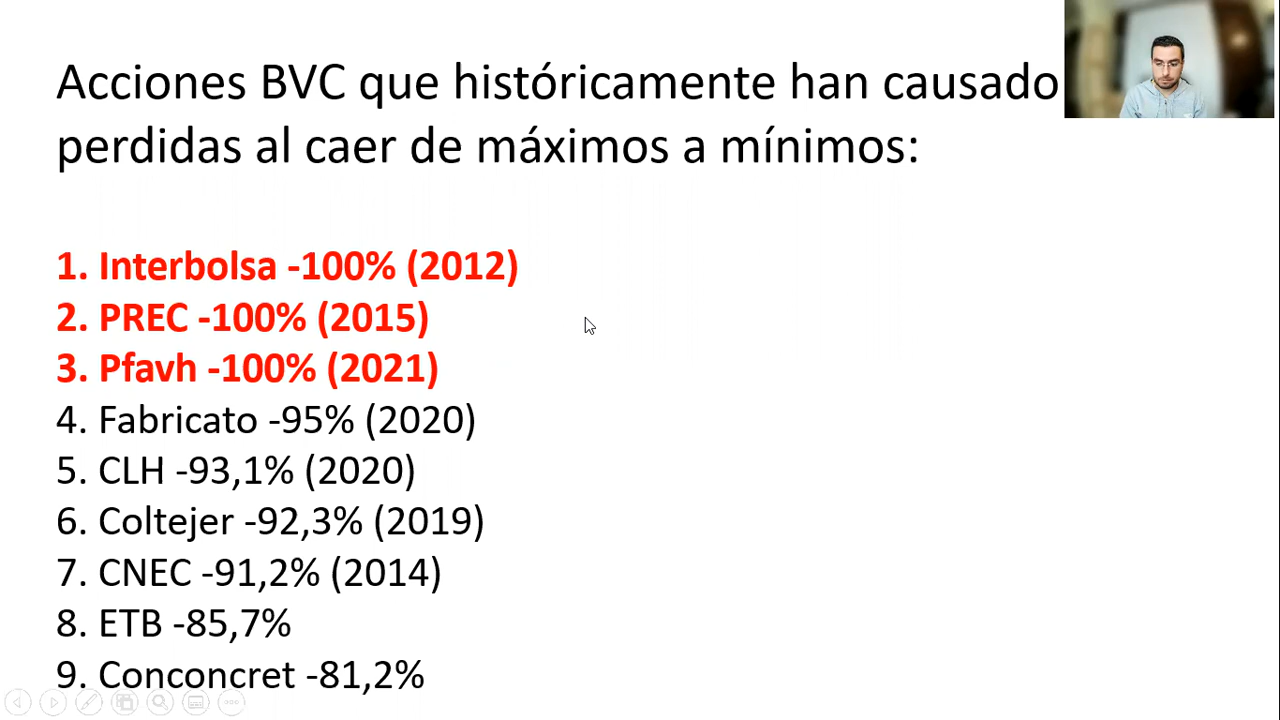 Acciones BVC que históricamente han causado
perdidas al caer de máximos a mínimos:
1. Interbolsa -100% (2012)
2. PREC -100% (2015)
3. Pfavh -100% (2021)
4. Fabricato -95% (2020)
5. CLH -93,1% (2020)
6. Coltejer -92,3% (2019)
7. CNEC -91,2% (2014)
8. ETB -85,7%
9. Conconcret -81,2%